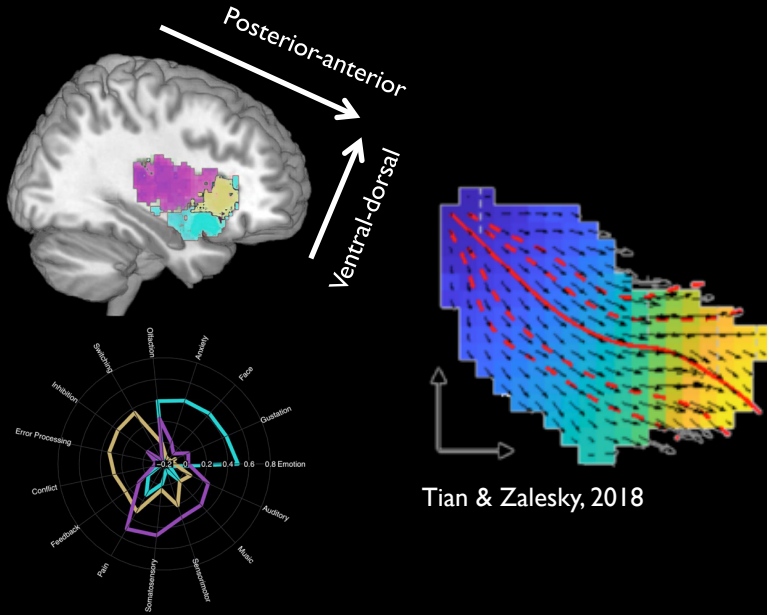 Posterior-anterior
Ventral-dorsal
Olfaction
Anxiety
Switching
Face
Inhibition
Gustation
Error Processing
-0.2 0 0.2 0.4 0.6 0.8 Emotion
Conflict
Auditory
Feedback
Music
Pain
Somatosensory
Sensorimotor
Tian & Zalesky, 2018